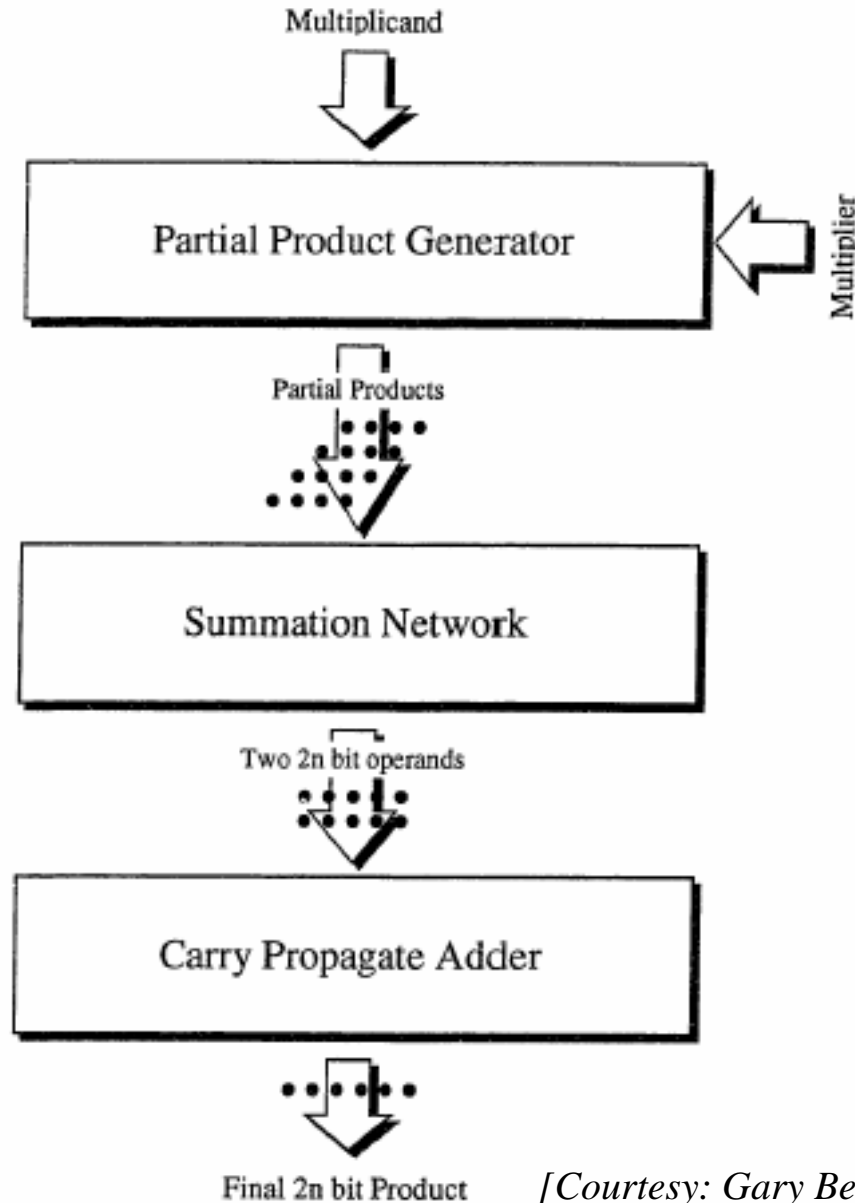 Multiplicand
Partial Product Generator
Multiplier
Partial Products
Summation Network
Two 2n bit operands
Carry Propagate Adder
Final 2n bit Product
[Courtesy: Gary Be